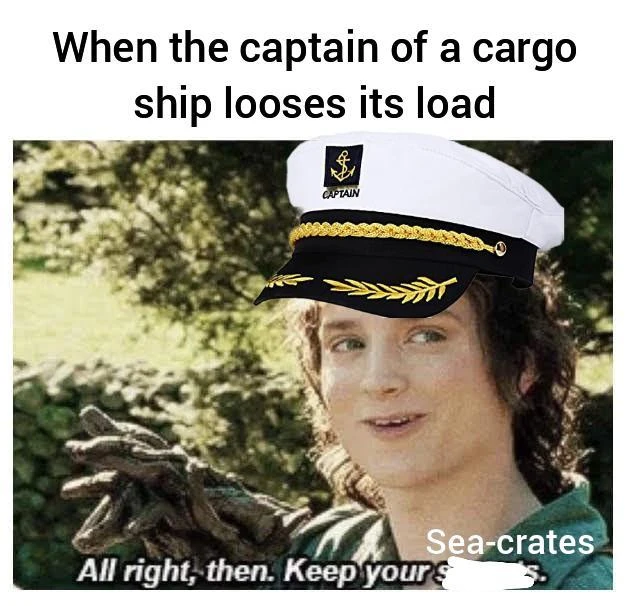 When the captain of a cargo
ship looses its load
CAPTAIN
Sea-crates
All right, then. Keep your s s.